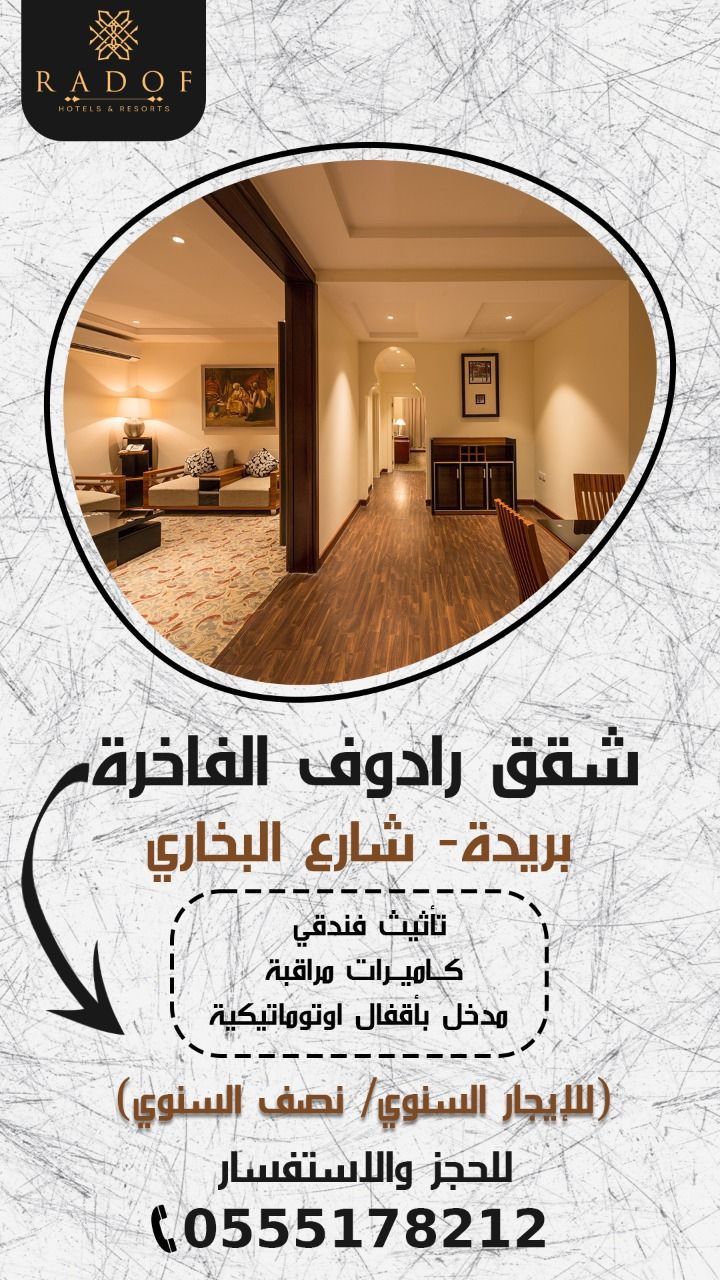 RADOF
HOTELS & RESORTS
شقق رادوف الفاخرة
بريدة- شارع البخاري
تأثيث فندقي
كـاميـرات مراقبة
مدخل بأقفال اوتوماتيكية
(للإيجار السنوي/ نصف السنوي)
للحجز والاستفسار
0555178212